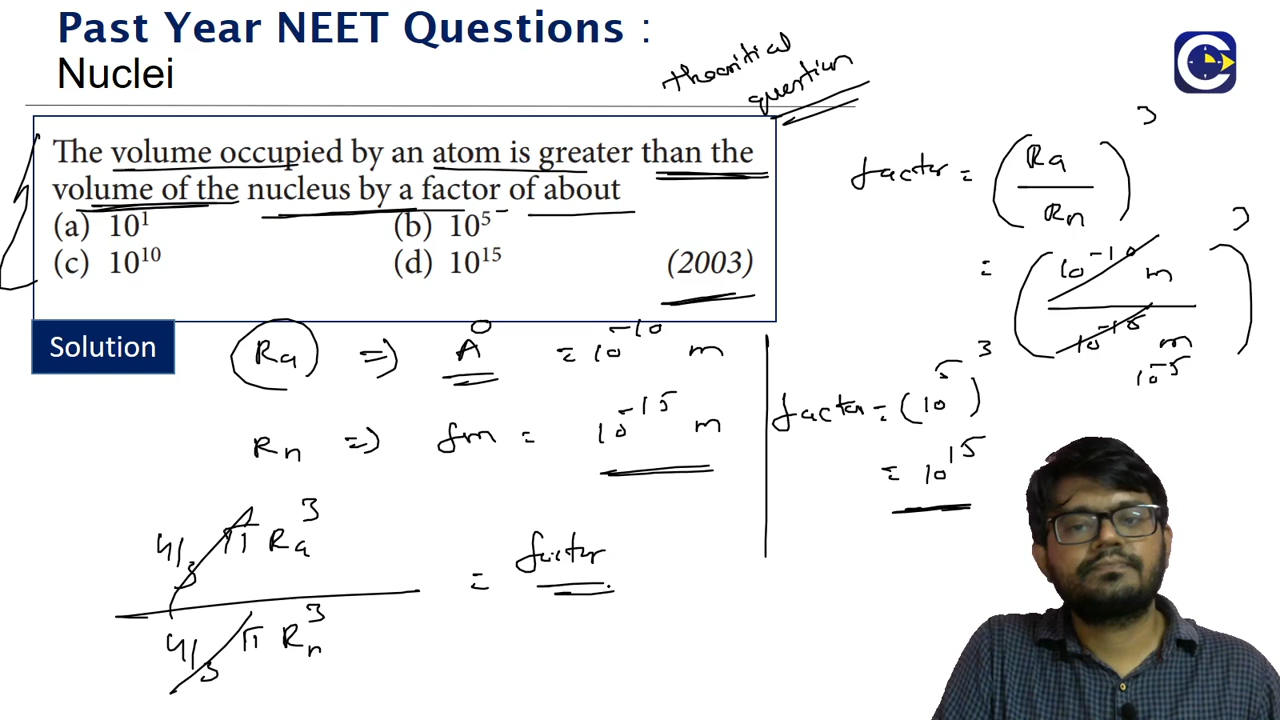 Past Year NEET Questions :
Nuclei
theoritical
question
The volume occupied by an atom is greater than the
volume of the nucleus by a factor of about
(a) 10¹ (b) 10⁵
(c) 10¹⁰ (d) 10¹⁵ (2003)
Solution
Ra => Å = 10⁻¹⁰ m
Rn => fm = 10⁻¹⁵ m
4/3 π Ra³
4/3 π Rn³
= factor
factor = (Ra/Rn)³
= (10⁻¹⁰ m / 10⁻¹⁵ m)³
10⁻⁵
factor = (10⁵)³
= 10¹⁵